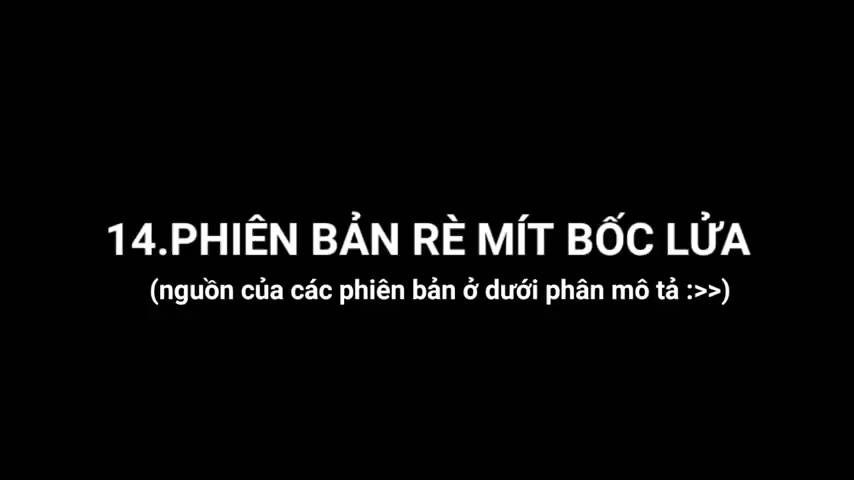 14.PHIÊN BẢN RÈ MÍT BỐC LỬA
(nguồn của các phiên bản ở dưới phân mô tả :>>)